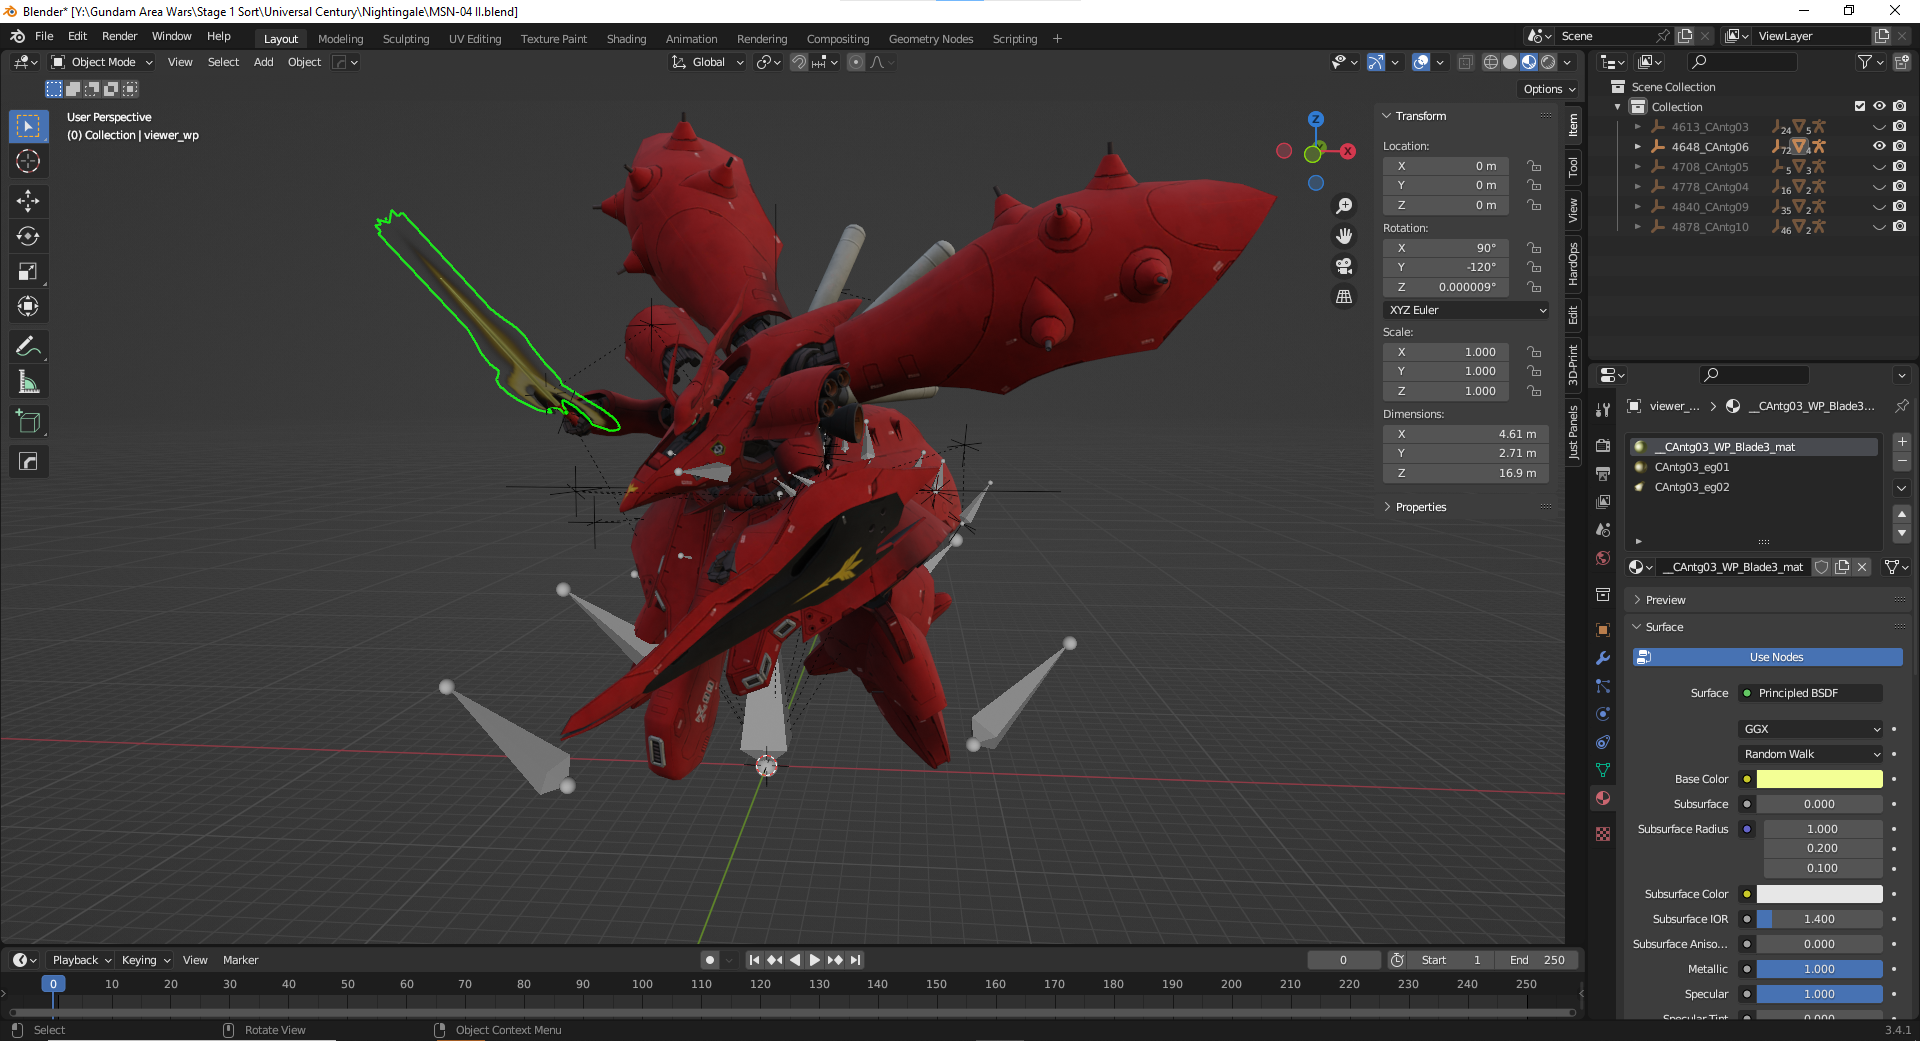 Blender* [Y:\Gundam Area Wars\Stage 1 Sort\Universal Century\Nightingale\MSN-04 II.blend]
File Edit Render Window Help Layout Modeling Sculpting UV Editing Texture Paint Shading Animation Rendering Compositing Geometry Nodes Scripting + Scene ViewLayer
Object Mode View Select Add Object Global
Options
User Perspective
(0) Collection | viewer_wp
Z
X
Transform
Location:
X 0 m
Y 0 m
Z 0 m
Rotation:
X 90°
Y -120°
Z 0.000009°
XYZ Euler
Scale:
X 1.000
Y 1.000
Z 1.000
Dimensions:
X 4.61 m
Y 2.71 m
Z 16.9 m
Properties
Item
Tool
View
HardOps
Edit
3D-Print
Just Panels
Scene Collection
Collection
4613_CAntg03 24 5
4648_CAntg06 72 4
4708_CAntg05 5 3
4778_CAntg04 16 2
4840_CAntg09 35 2
4878_CAntg10 46 2
viewer_... > __CAntg03_WP_Blade3...
__CAntg03_WP_Blade3_mat
CAntg03_eg01
CAntg03_eg02
__CAntg03_WP_Blade3_mat
Preview
Surface
Use Nodes
Surface Principled BSDF
GGX
Random Walk
Base Color
Subsurface 0.000
Subsurface Radius 1.000
0.200
0.100
Subsurface Color
Subsurface IOR 1.400
Subsurface Aniso... 0.000
Metallic 1.000
Specular 1.000
Specular Tint 0.000
Playback Keying View Marker 0 Start 1 End 250
0 10 20 30 40 50 60 70 80 90 100 110 120 130 140 150 160 170 180 190 200 210 220 230 240 250
Select Rotate View Object Context Menu 3.4.1